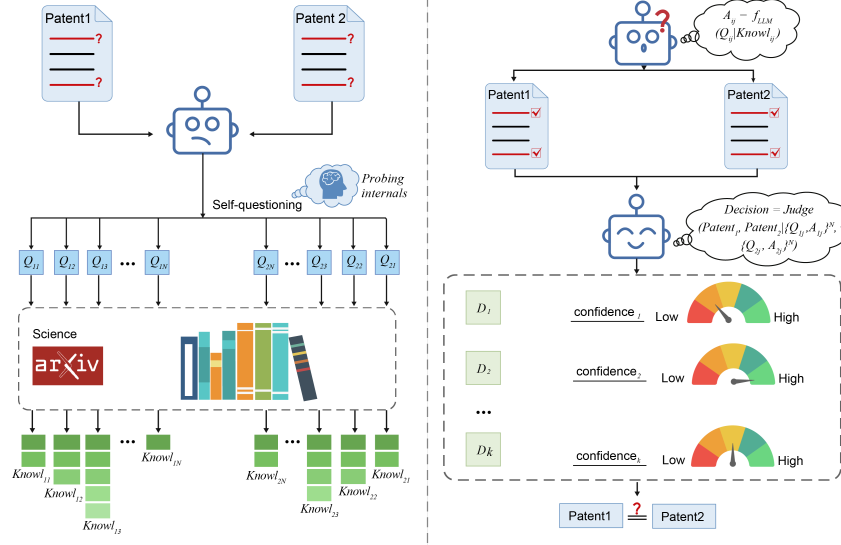 Patent1
?
?
Patent 2
?
?
Probing
internals
Self-questioning
Q11
Q12
Q13
...
Q1N
Q2N
...
Q23
Q22
Q21
Science
arXiv
...
...
Knowl11
Knowl12
Knowl13
Knowl1N
Knowl2N
Knowl23
Knowl22
Knowl21
?
Aij – fLLM
(Qij|Knowlij)
Patent1
Patent2
Decision = Judge
(Patent1, Patent2|{Q1j,A1j}N,
{Q2j, A2j}N)
D1
confidence1
Low
High
D2
confidence2
Low
High
...
Dk
confidencek
Low
High
Patent1
?
=
Patent2